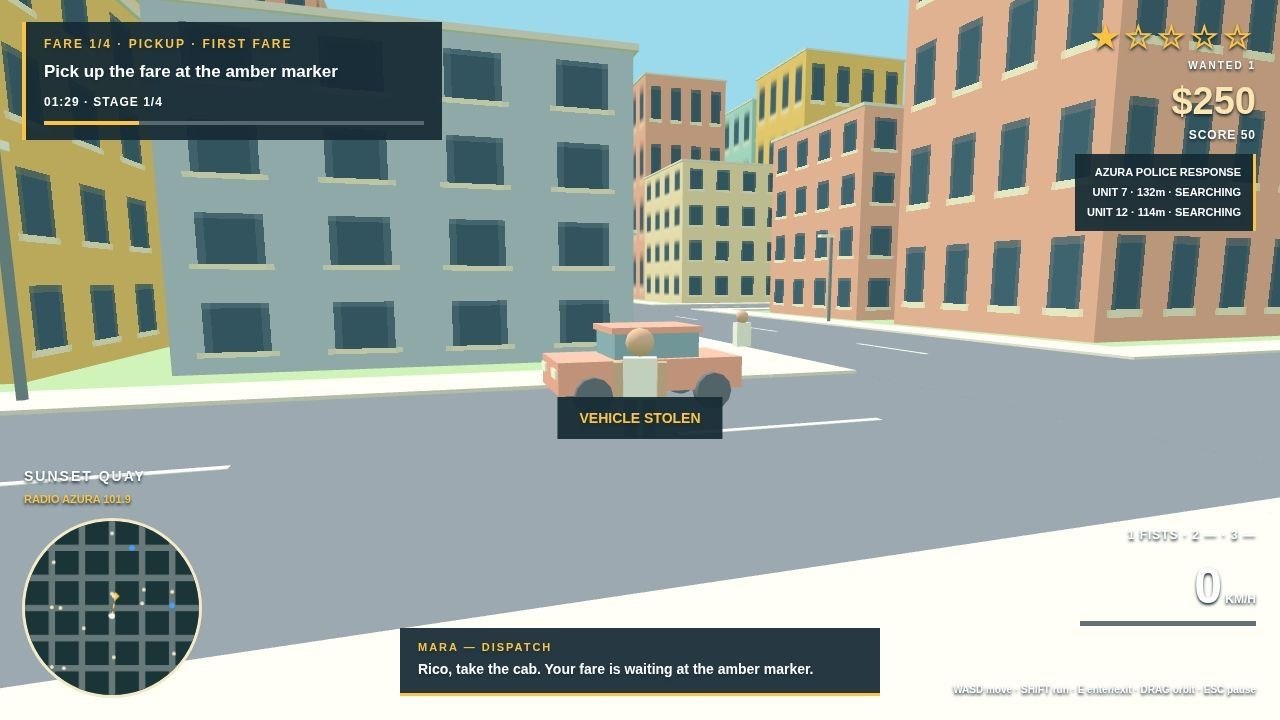 FARE 1/4 · PICKUP · FIRST FARE
Pick up the fare at the amber marker
01:29 · STAGE 1/4
WANTED 1
$250
SCORE 50
AZURA POLICE RESPONSE
UNIT 7 · 132m · SEARCHING
UNIT 12 · 114m · SEARCHING
VEHICLE STOLEN
SUNSET QUAY
RADIO AZURA 101.9
1 FISTS · 2 — · 3 —
0 KM/H
MARA — DISPATCH
Rico, take the cab. Your fare is waiting at the amber marker.
WASD move · SHIFT run · E enter/exit · DRAG orbit · ESC pause